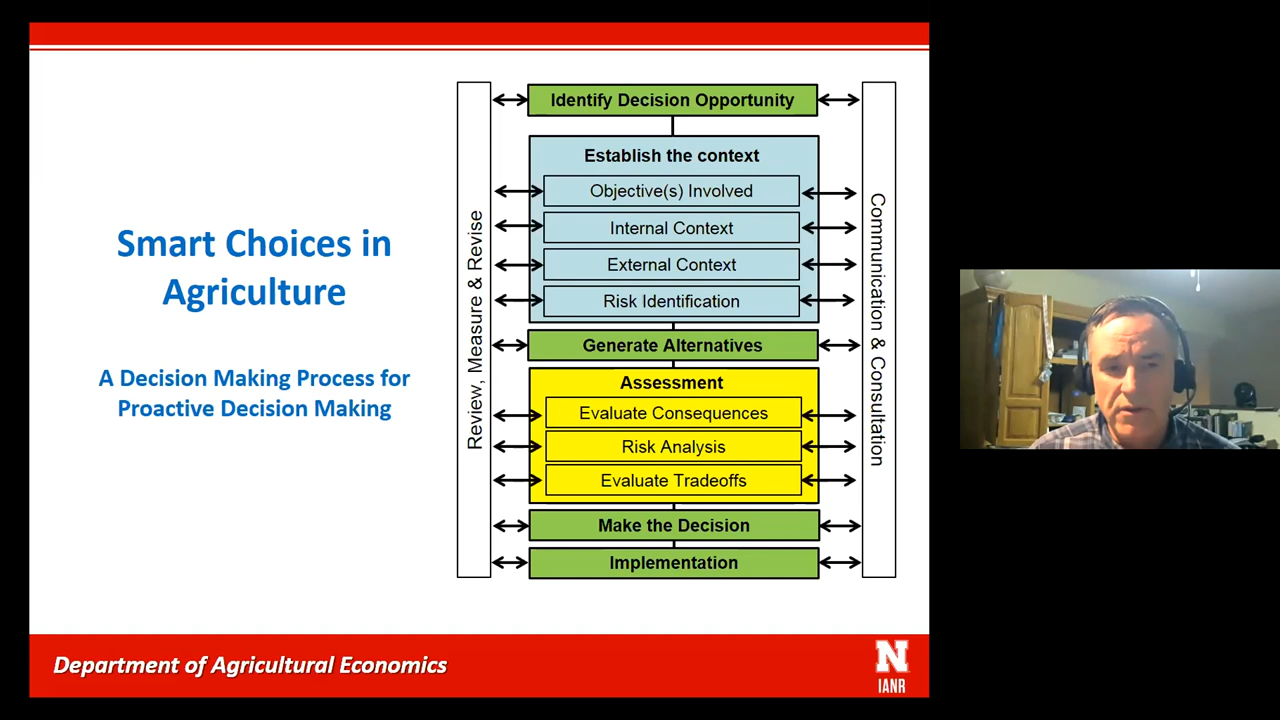 Smart Choices in
Agriculture
A Decision Making Process for
Proactive Decision Making
Review, Measure & Revise
Identify Decision Opportunity
Establish the context
Objective(s) Involved
Internal Context
External Context
Risk Identification
Generate Alternatives
Assessment
Evaluate Consequences
Risk Analysis
Evaluate Tradeoffs
Make the Decision
Implementation
Communication & Consultation
Department of Agricultural Economics
N
IANR